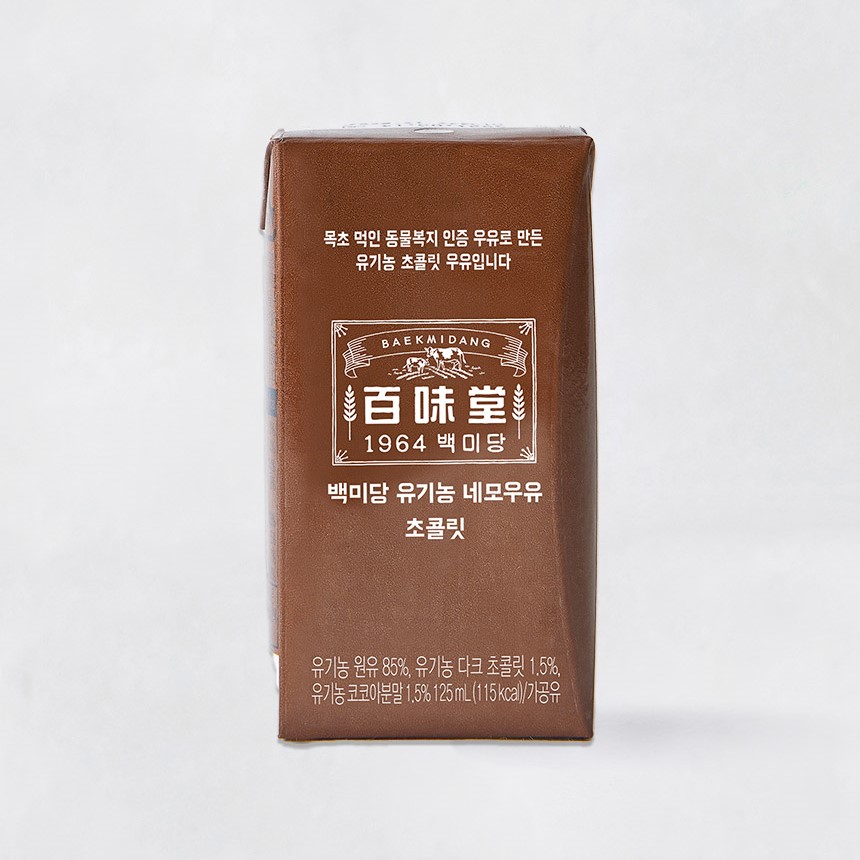 목초 먹인 동물복지 인증 우유로 만든
유기농 초콜릿 우유입니다
BAEKMIDANG
百味堂
1964 백미당
백미당 유기농 네모우유
초콜릿
유기농 원유 85%, 유기농 다크 초콜릿 1.5%,
유기농 코코아분말 1.5% 125 mL (115 kcal)/가공유